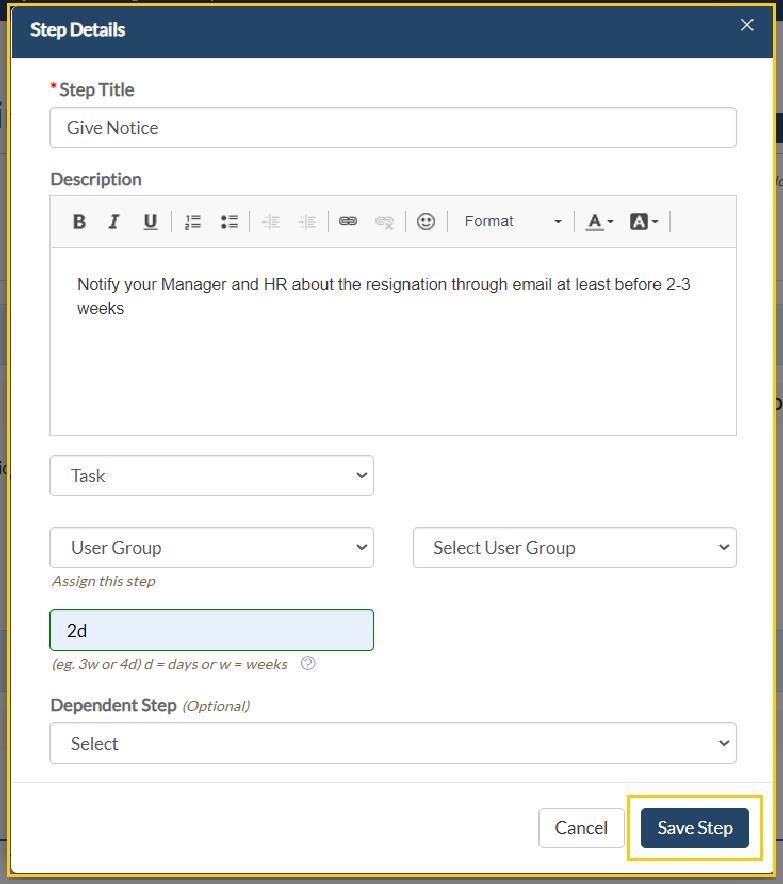 Step Details
* Step Title
Give Notice
Description
B I U Format A A
Notify your Manager and HR about the resignation through email at least before 2-3
weeks
Task
User Group Select User Group
Assign this step
2d
(eg. 3w or 4d) d = days or w = weeks ?
Dependent Step (Optional)
Select
Cancel Save Step